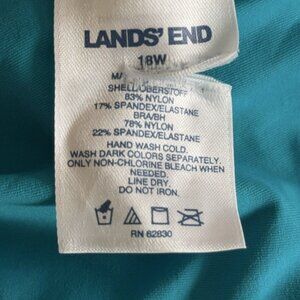 LANDS' END
18W
MA
SHELL/OBERSTOFF
83% NYLON
17% SPANDEX/ELASTANE
BRA/BH
78% NYLON
22% SPANDEX/ELASTANE
HAND WASH COLD.
WASH DARK COLORS SEPARATELY.
ONLY NON-CHLORINE BLEACH WHEN
NEEDED.
LINE DRY.
DO NOT IRON.
RN 62830